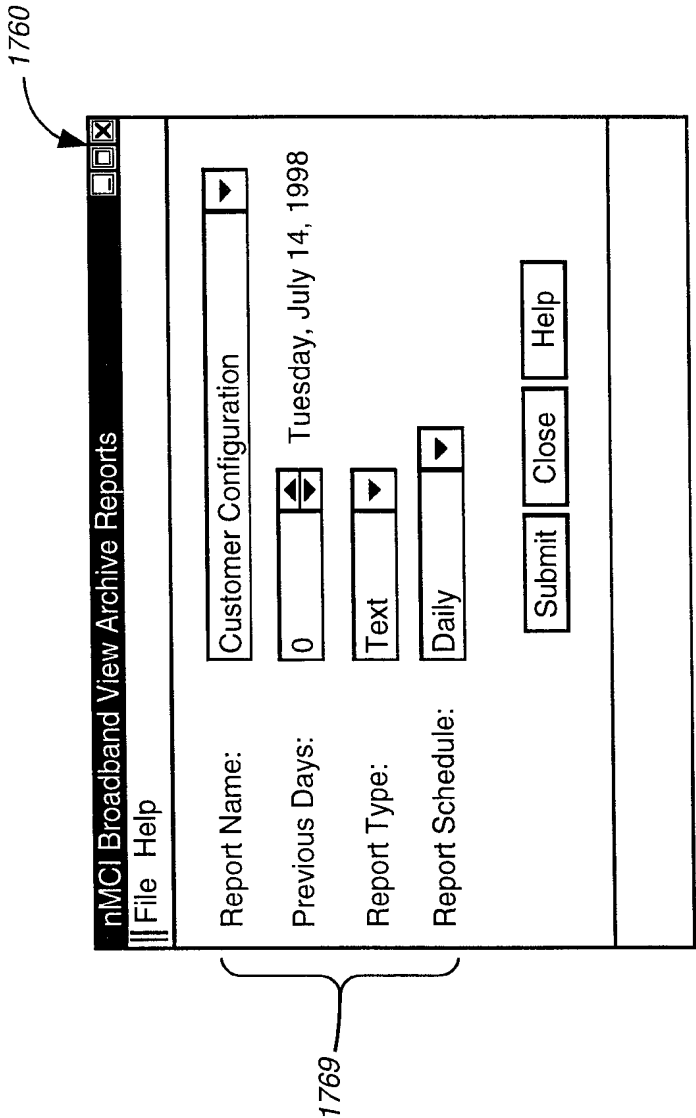 1760
nMCI Broadband View Archive Reports
File Help
Report Name: Customer Configuration
Previous Days: 0 Tuesday, July 14, 1998
Report Type: Text
Report Schedule: Daily
Submit Close Help
1769